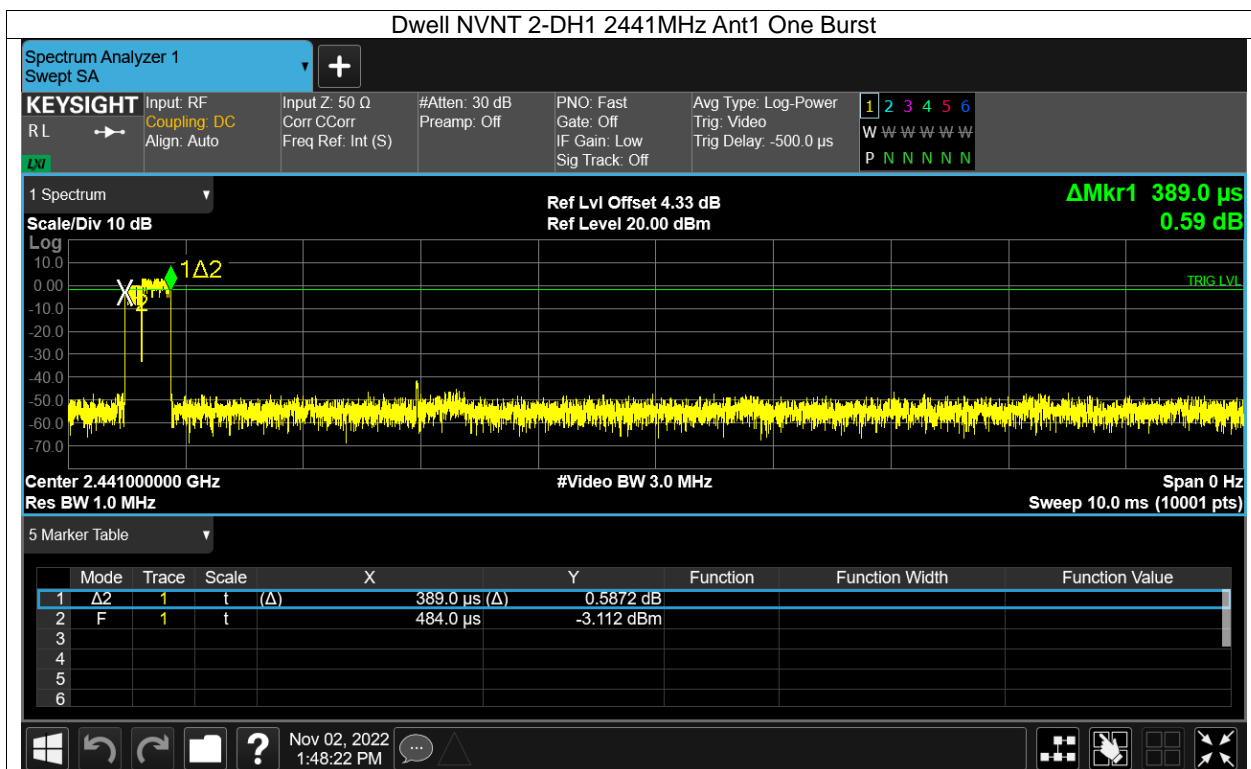 Dwell NVNT 2-DH1 2441MHz Ant1 One Burst
Spectrum Analyzer 1
Swept SA
KEYSIGHT
R L
LXI
Input: RF
Coupling: DC
Align: Auto
Input Z: 50 Ω
Corr CCorr
Freq Ref: Int (S)
#Atten: 30 dB
Preamp: Off
PNO: Fast
Gate: Off
IF Gain: Low
Sig Track: Off
Avg Type: Log-Power
Trig: Video
Trig Delay: -500.0 µs
1 2 3 4 5 6
W W W W W W
P N N N N N
1 Spectrum
Scale/Div 10 dB
Ref Lvl Offset 4.33 dB
Ref Level 20.00 dBm
ΔMkr1 389.0 µs
0.59 dB
Log
10.0
0.00
-10.0
-20.0
-30.0
-40.0
-50.0
-60.0
-70.0
1Δ2
X2
TRIG LVL
Center 2.441000000 GHz
#Video BW 3.0 MHz
Span 0 Hz
Res BW 1.0 MHz
Sweep 10.0 ms (10001 pts)
5 Marker Table
Mode Trace Scale X Y Function Function Width Function Value
1 Δ2 1 t (Δ) 389.0 µs (Δ) 0.5872 dB
2 F 1 t 484.0 µs -3.112 dBm
3
4
5
6
?
Nov 02, 2022
1:48:22 PM